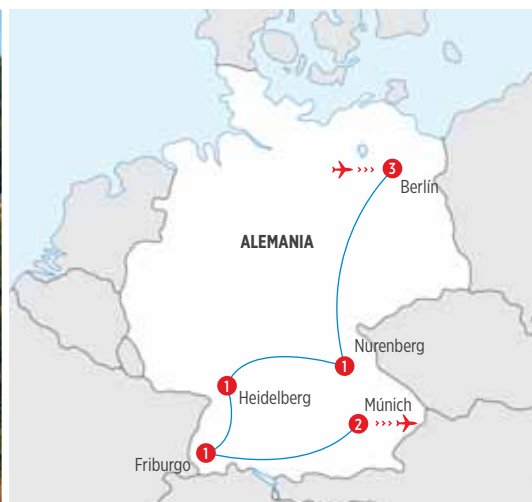 3
Berlín
ALEMANIA
Nurenberg
1
1
Heidelberg
Múnich
2
1
Friburgo